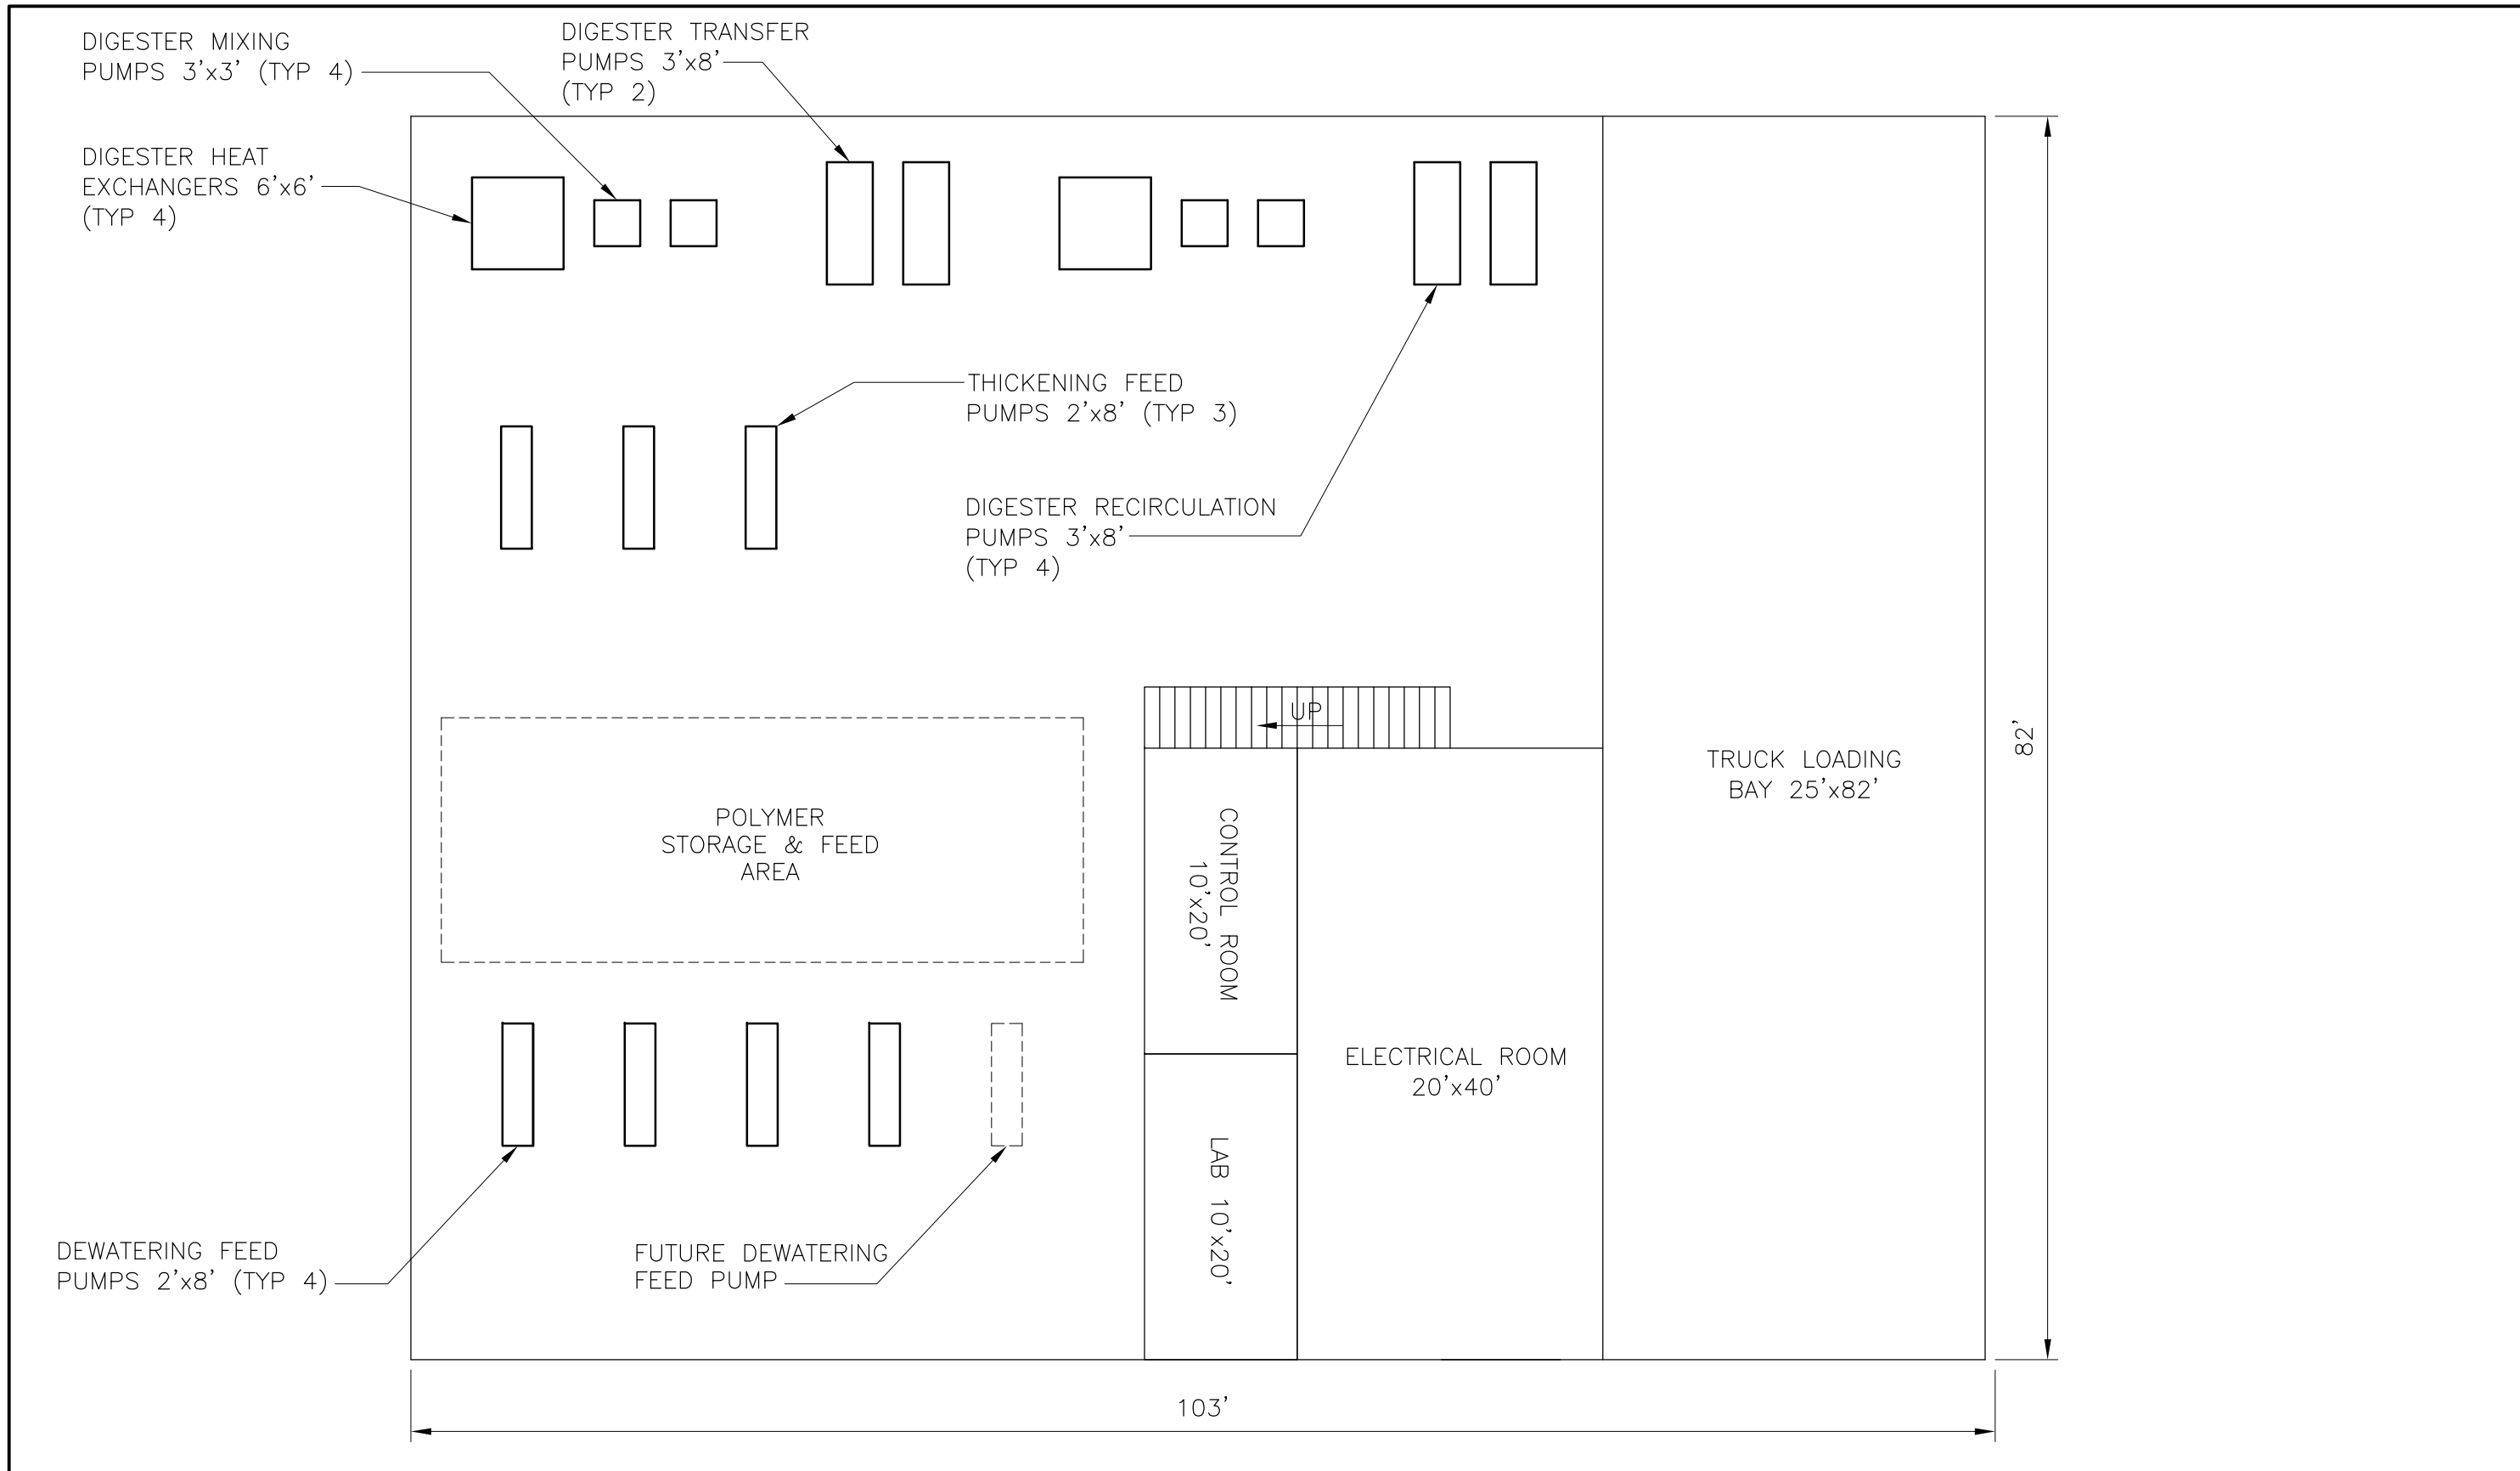 DIGESTER MIXING
PUMPS 3'x3' (TYP 4)
DIGESTER TRANSFER
PUMPS 3'x8'
(TYP 2)
DIGESTER HEAT
EXCHANGERS 6'x6'
(TYP 4)
THICKENING FEED
PUMPS 2'x8' (TYP 3)
DIGESTER RECIRCULATION
PUMPS 3'x8'
(TYP 4)
UP
TRUCK LOADING
BAY 25'x82'
82'
POLYMER
STORAGE & FEED
AREA
CONTROL ROOM
10'x20'
ELECTRICAL ROOM
20'x40'
LAB 10'x20'
DEWATERING FEED
PUMPS 2'x8' (TYP 4)
FUTURE DEWATERING
FEED PUMP
103'